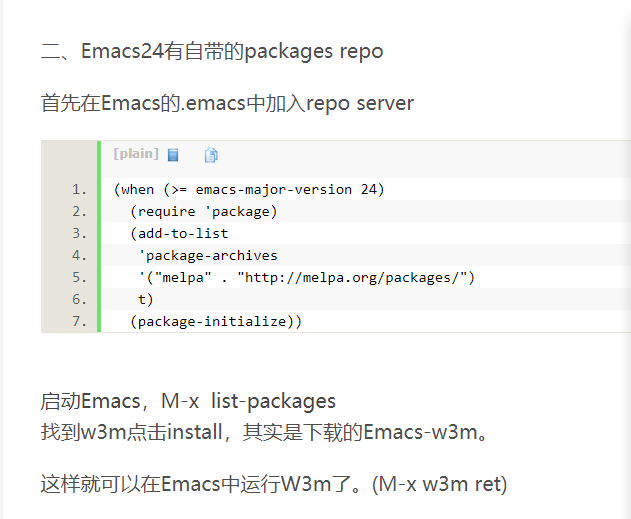 二、Emacs24有自带的packages repo
首先在Emacs的.emacs中加入repo server
[plain]
1. (when (>= emacs-major-version 24)
2. (require 'package)
3. (add-to-list
4. 'package-archives
5. '("melpa" . "http://melpa.org/packages/")
6. t)
7. (package-initialize))
启动Emacs，M-x  list-packages
找到w3m点击install，其实是下载的Emacs-w3m。
这样就可以在Emacs中运行W3m了。(M-x w3m ret)